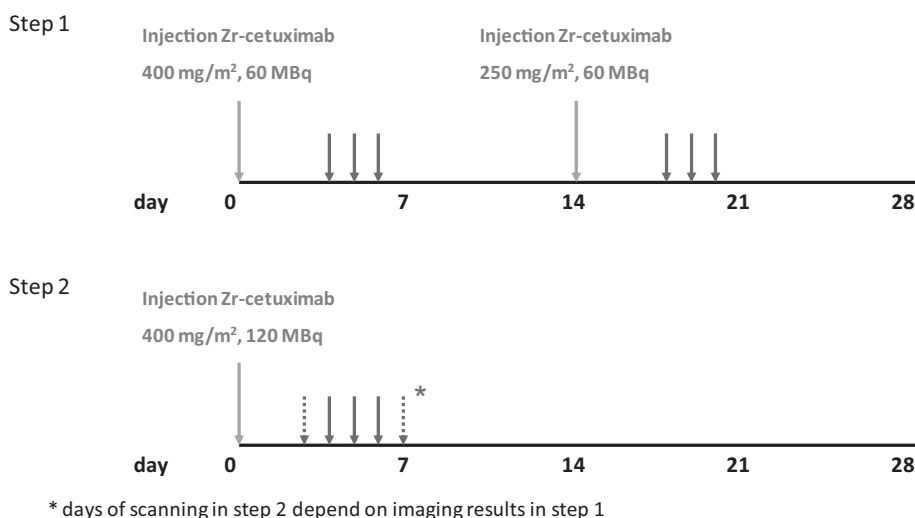 Step 1
Injection Zr-cetuximab
400 mg/m², 60 MBq
Injection Zr-cetuximab
250 mg/m², 60 MBq
day 0 7 14 21 28
Step 2
Injection Zr-cetuximab
400 mg/m², 120 MBq
*
day 0 7 14 21 28
* days of scanning in step 2 depend on imaging results in step 1